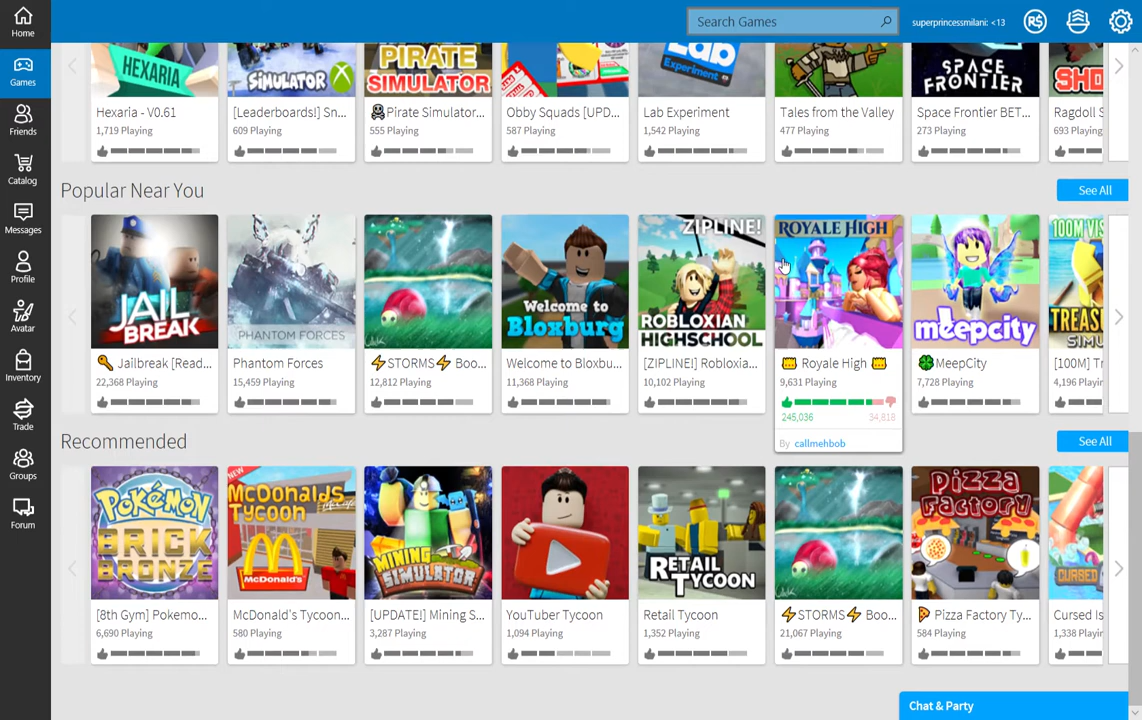 Home
Search Games
superprincessmilani: <13
R$
Games
Friends
Catalog
Messages
Profile
Avatar
Inventory
Trade
Groups
Forum
HEXARIA
SIMULATOR
PIRATE SIMULATOR
Lab Experiment
SPACE FRONTIER
Hexaria - V0.61
[Leaderboards!] Sn...
Pirate Simulator...
Obby Squads [UPD...
Lab Experiment
Tales from the Valley
Space Frontier BET...
Ragdoll
1,719 Playing
609 Playing
555 Playing
587 Playing
1,542 Playing
477 Playing
273 Playing
693 Playing
Popular Near You
See All
JAIL BREAK
PHANTOM FORCES
Welcome to Bloxburg
ZIPLINE!
ROBLOXIAN HIGHSCHOOL
ROYALE HIGH
meepcity
100M
Jailbreak [Read...
Phantom Forces
⚡STORMS⚡ Boo...
Welcome to Bloxbu...
[ZIPLINE!] Robloxia...
Royale High
MeepCity
[100M] Tr
22,368 Playing
15,459 Playing
12,812 Playing
11,368 Playing
10,102 Playing
9,631 Playing
7,728 Playing
4,196 Playing
245,036
34,818
By callmehbob
Recommended
See All
POKéMON BRICK BRONZE
NEW
McDonalds Tycoon
McDonald's
MINING SIMULATOR
RETAIL TYCOON
Pizza Factory
CURSED
[8th Gym] Pokemo...
McDonald's Tycoon...
[UPDATE!] Mining S...
YouTuber Tycoon
Retail Tycoon
⚡STORMS⚡ Boo...
Pizza Factory Ty...
Cursed Is
6,690 Playing
580 Playing
3,287 Playing
1,094 Playing
1,352 Playing
21,067 Playing
584 Playing
1,338 Playing
Chat & Party